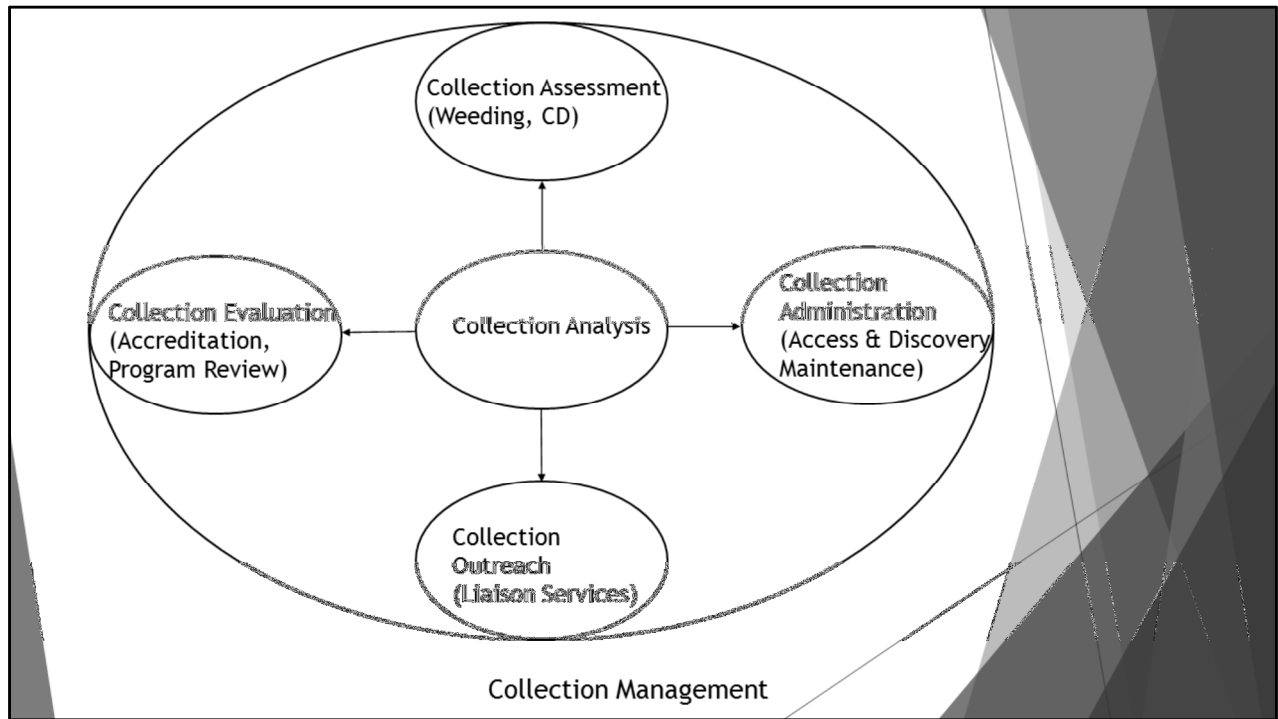 Collection Assessment
(Weeding, CD)
Collection Evaluation
(Accreditation,
Program Review)
Collection Analysis
Collection
Administration
(Access & Discovery
Maintenance)
Collection
Outreach
(Liaison Services)
Collection Management